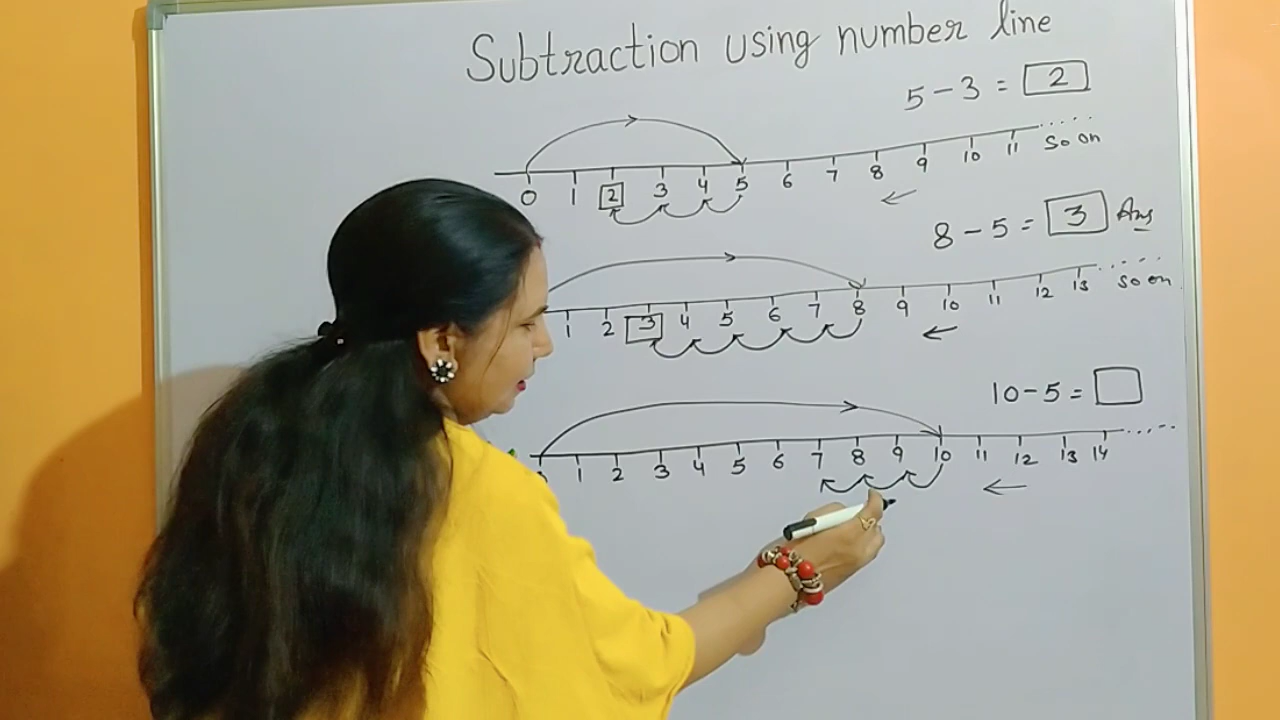 Subtraction using number line
5 - 3 = 2
0 1 2 3 4 5 6 7 8 9 10 11 ..... So on
8 - 5 = 3 Ans
1 2 3 4 5 6 7 8 9 10 11 12 13 ..... So on
10 - 5 =
1 2 3 4 5 6 7 8 9 10 11 12 13 14 .....